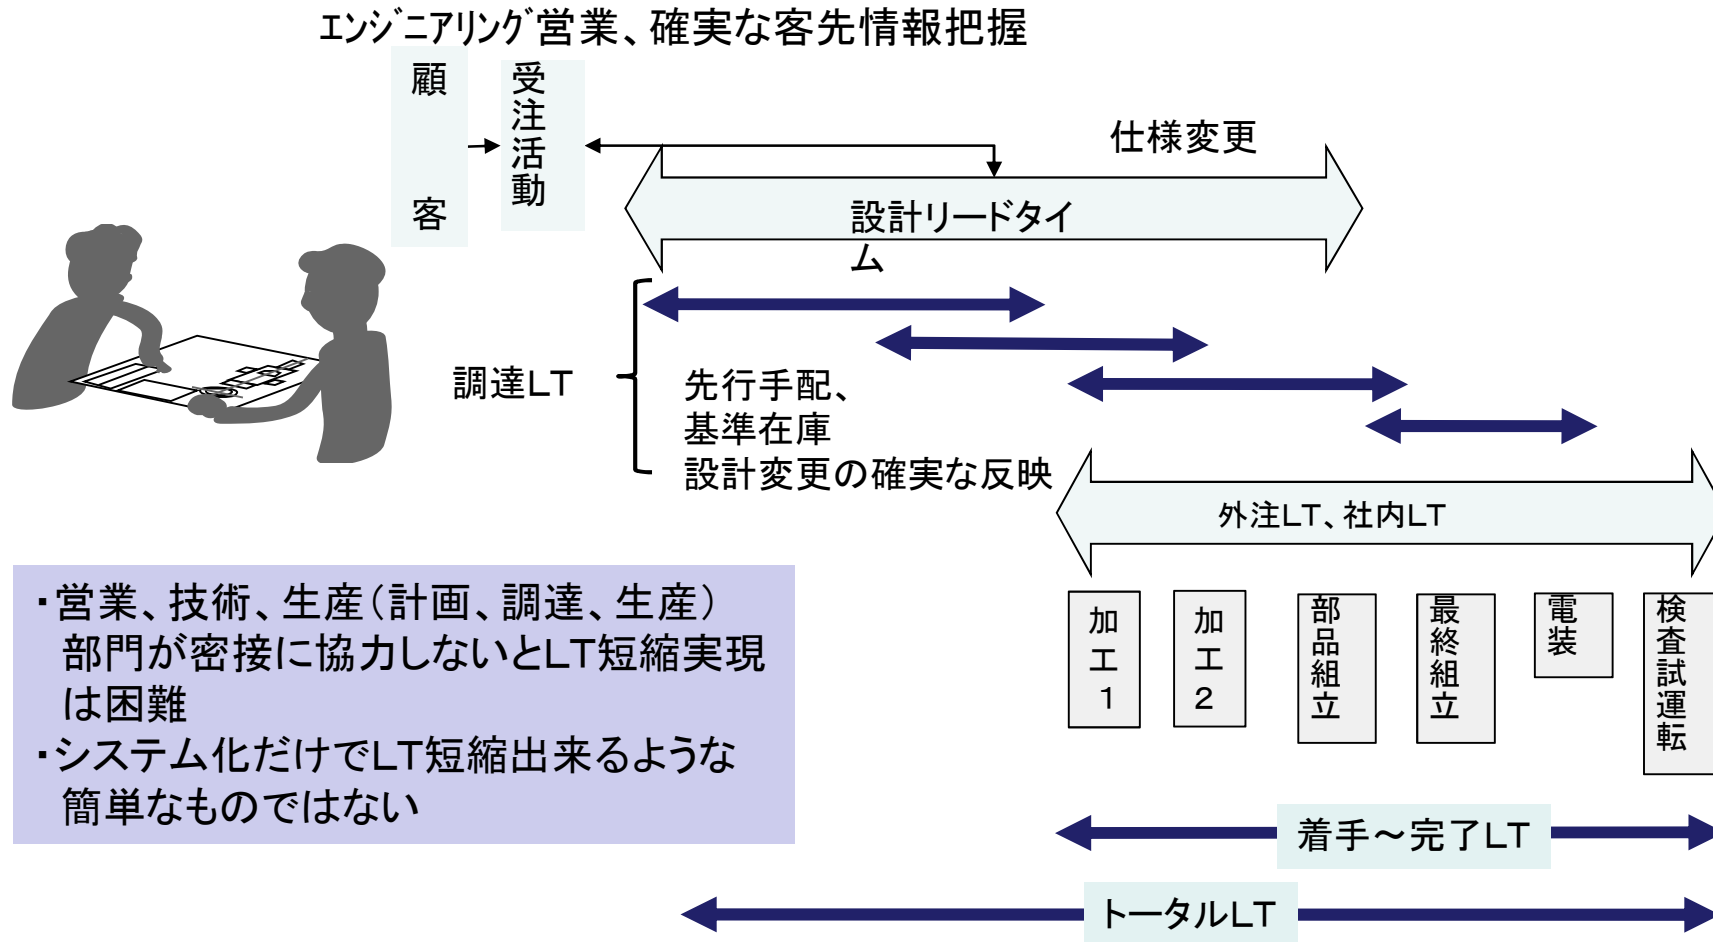 エンジニアリング営業、確実な客先情報把握
顧客
受注活動
仕様変更
設計リードタイ
ム
調達LT
先行手配、
基準在庫
設計変更の確実な反映
外注LT、社内LT
加工1
加工2
部品組立
最終組立
電装
検査試運転
・営業、技術、生産(計画、調達、生産)
部門が密接に協力しないとLT短縮実現
は困難
・システム化だけでLT短縮出来るような
簡単なものではない
着手~完了LT
トータルLT